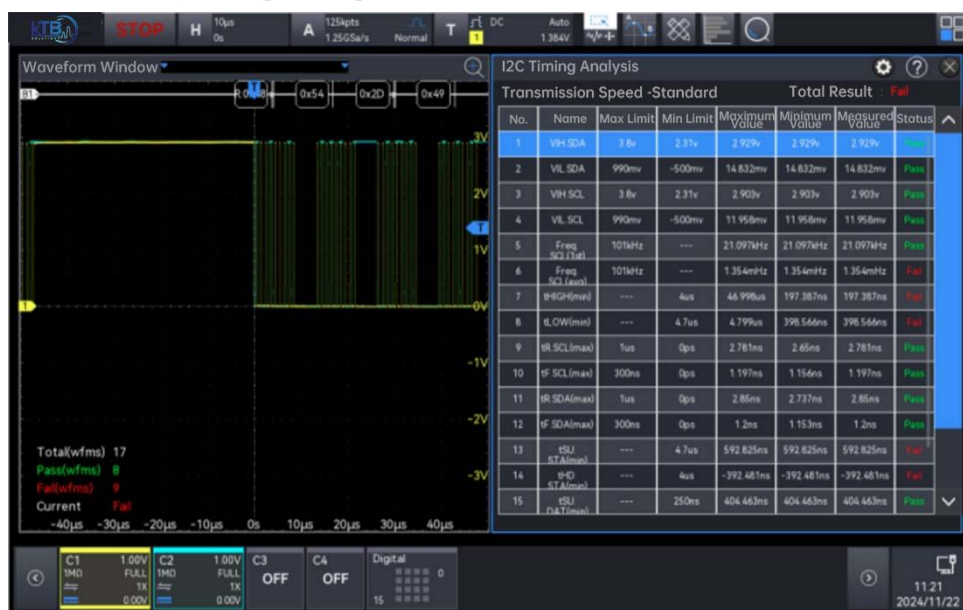 KTB
SOLUTIONS
STOP H 10µs 0s A 125kpts 1.25GSa/s Normal T 1 DC Auto 1.384V
Waveform Window
I2C Timing Analysis
Transmission Speed -Standard Total Result : Fail
B1 0x54 0x2D 0x49
3V
2V
T
1V
1 0V
-1V
-2V
-3V
Total(wfms) 17
Pass(wfms) 8
Fail(wfms) 9
Current Fail
-40µs -30µs -20µs -10µs 0s 10µs 20µs 30µs 40µs
No. Name Max Limit Min Limit Maximum Value Minimum Value Measured Value Status
1 VIH.SDA 3.8v 2.31v 2.929v 2.929v 2.929v Pass
2 VIL.SDA 990mv -500mv 14.832mv 14.832mv 14.832mv Pass
3 VIH.SCL 3.8v 2.31v 2.903v 2.903v 2.903v Pass
4 VIL.SCL 990mv -500mv 11.958mv 11.958mv 11.958mv Pass
5 Freq SCL(1st) 101kHz --- 21.097kHz 21.097kHz 21.097kHz Pass
6 Freq SCL(avg) 101kHz --- 1.354mHz 1.354mHz 1.354mHz Fail
7 tHIGH(min) --- 4us 46.998us 197.387ns 197.387ns Fail
8 tLOW(min) --- 4.7us 4.799us 398.566ns 398.566ns Fail
9 tR.SCL(max) 1us 0ps 2.781ns 2.65ns 2.781ns Pass
10 tF.SCL(max) 300ns 0ps 1.197ns 1.156ns 1.197ns Pass
11 tR.SDA(max) 1us 0ps 2.85ns 2.737ns 2.85ns Pass
12 tF.SDA(max) 300ns 0ps 1.2ns 1.153ns 1.2ns Pass
13 tSU STA(min) --- 4.7us 592.825ns 592.825ns 592.825ns Fail
14 tHD STA(min) --- 4us -392.481ns -392.481ns -392.481ns Fail
15 tSU DAT(min) --- 250ns 404.463ns 404.463ns 404.463ns Pass
C1 1.00V
1MΩ FULL
1X
0.00V
C2 1.00V
1MΩ FULL
1X
0.00V
C3
OFF
C4
OFF
Digital
0
15
11:21
2024/11/22